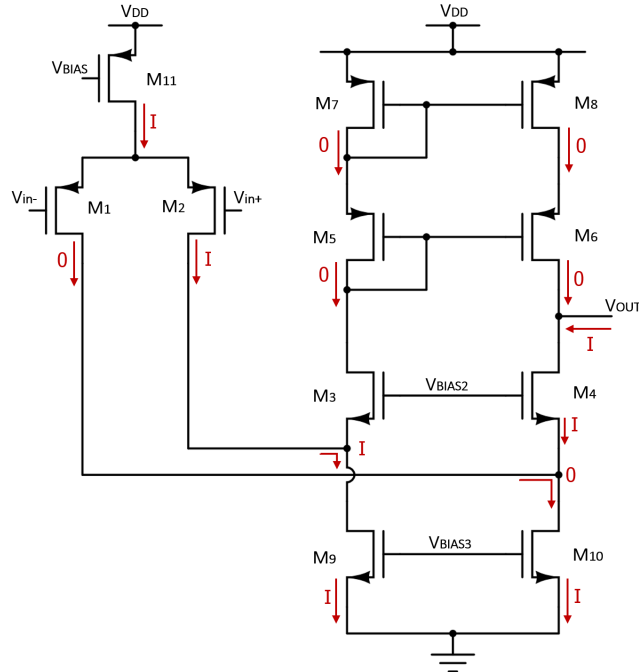 VDD
VDD
VBIAS
M11
I
M7
M8
0
0
Vin-
M1
M2
Vin+
0
I
M5
M6
0
0
VOUT
I
M3
VBIAS2
M4
I
I
0
M9
VBIAS3
M10
I
I